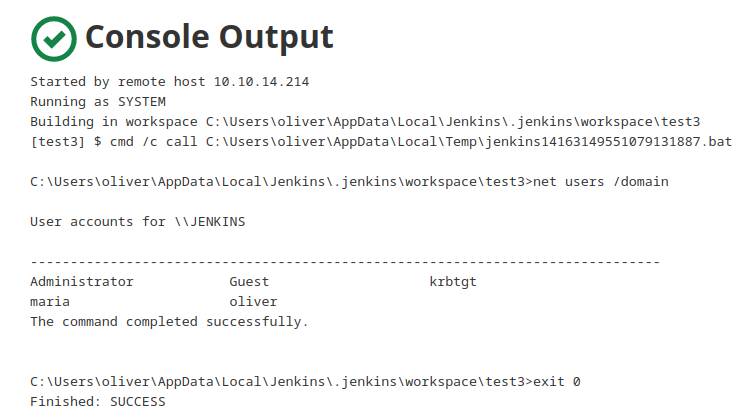 Console Output
Started by remote host 10.10.14.214
Running as SYSTEM
Building in workspace C:\Users\oliver\AppData\Local\Jenkins\.jenkins\workspace\test3
[test3] $ cmd /c call C:\Users\oliver\AppData\Local\Temp\jenkins14163149551079131887.bat
C:\Users\oliver\AppData\Local\Jenkins\.jenkins\workspace\test3>net users /domain
User accounts for \\JENKINS
-------------------------------------------------------------------------------
Administrator            Guest                    krbtgt
maria                    oliver
The command completed successfully.
C:\Users\oliver\AppData\Local\Jenkins\.jenkins\workspace\test3>exit 0
Finished: SUCCESS